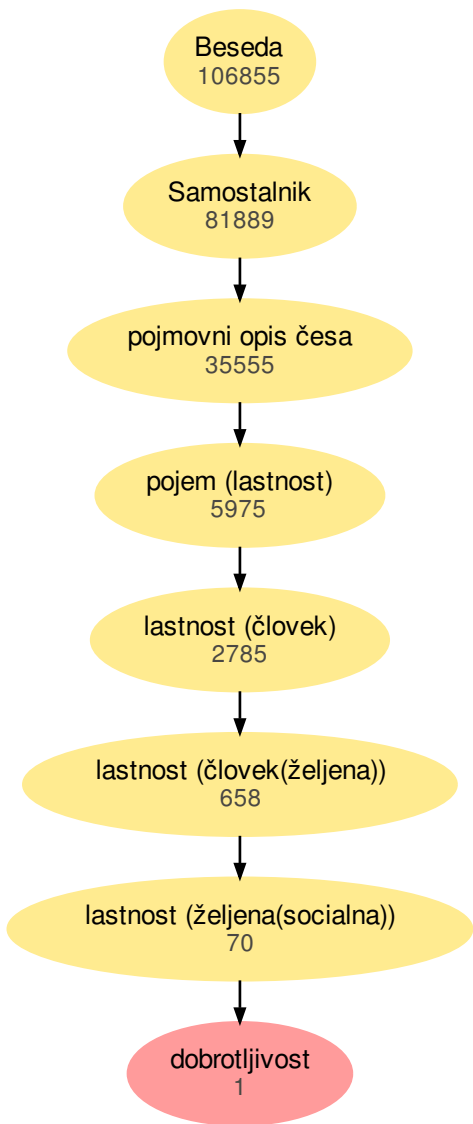 Beseda
106855
Samostalnik
81889
pojmovni opis česa
35555
pojem (lastnost)
5975
lastnost (človek)
2785
lastnost (človek(željena))
658
lastnost (željena(socialna))
70
dobrotljivost
1